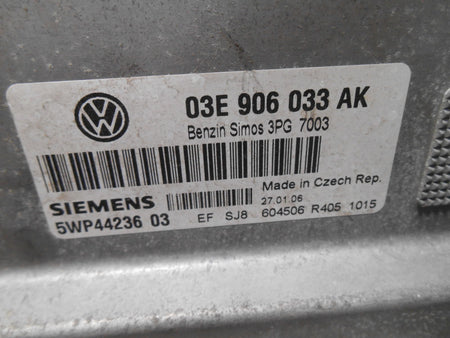 03E 906 033 AK
Benzin Simos 3PG 7003
Made in Czech Rep.
SIEMENS 27.01.06
5WP44236 03 EF SJ8 604506 R405 1015